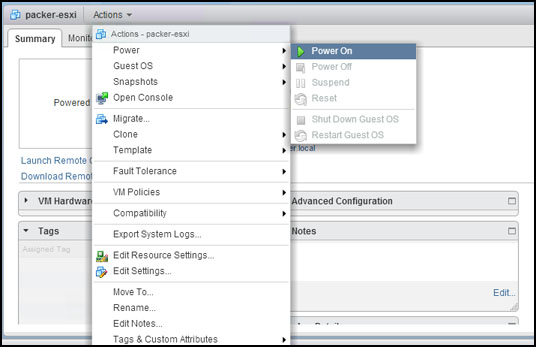 packer-esxi Actions
Summary Monito
Actions - packer-esxi
Power
Guest OS
Snapshots
Open Console
Migrate...
Clone
Template
Fault Tolerance
VM Policies
Compatibility
Export System Logs...
Edit Resource Settings...
Edit Settings...
Move To...
Rename...
Edit Notes...
Tags & Custom Attributes
Power On
Power Off
Suspend
Reset
Shut Down Guest OS
Restart Guest OS
Powered
er.local
Launch Remote C
Download Remot
VM Hardwa
Advanced Configuration
Tags
Notes
Assigned Tag
Edit...